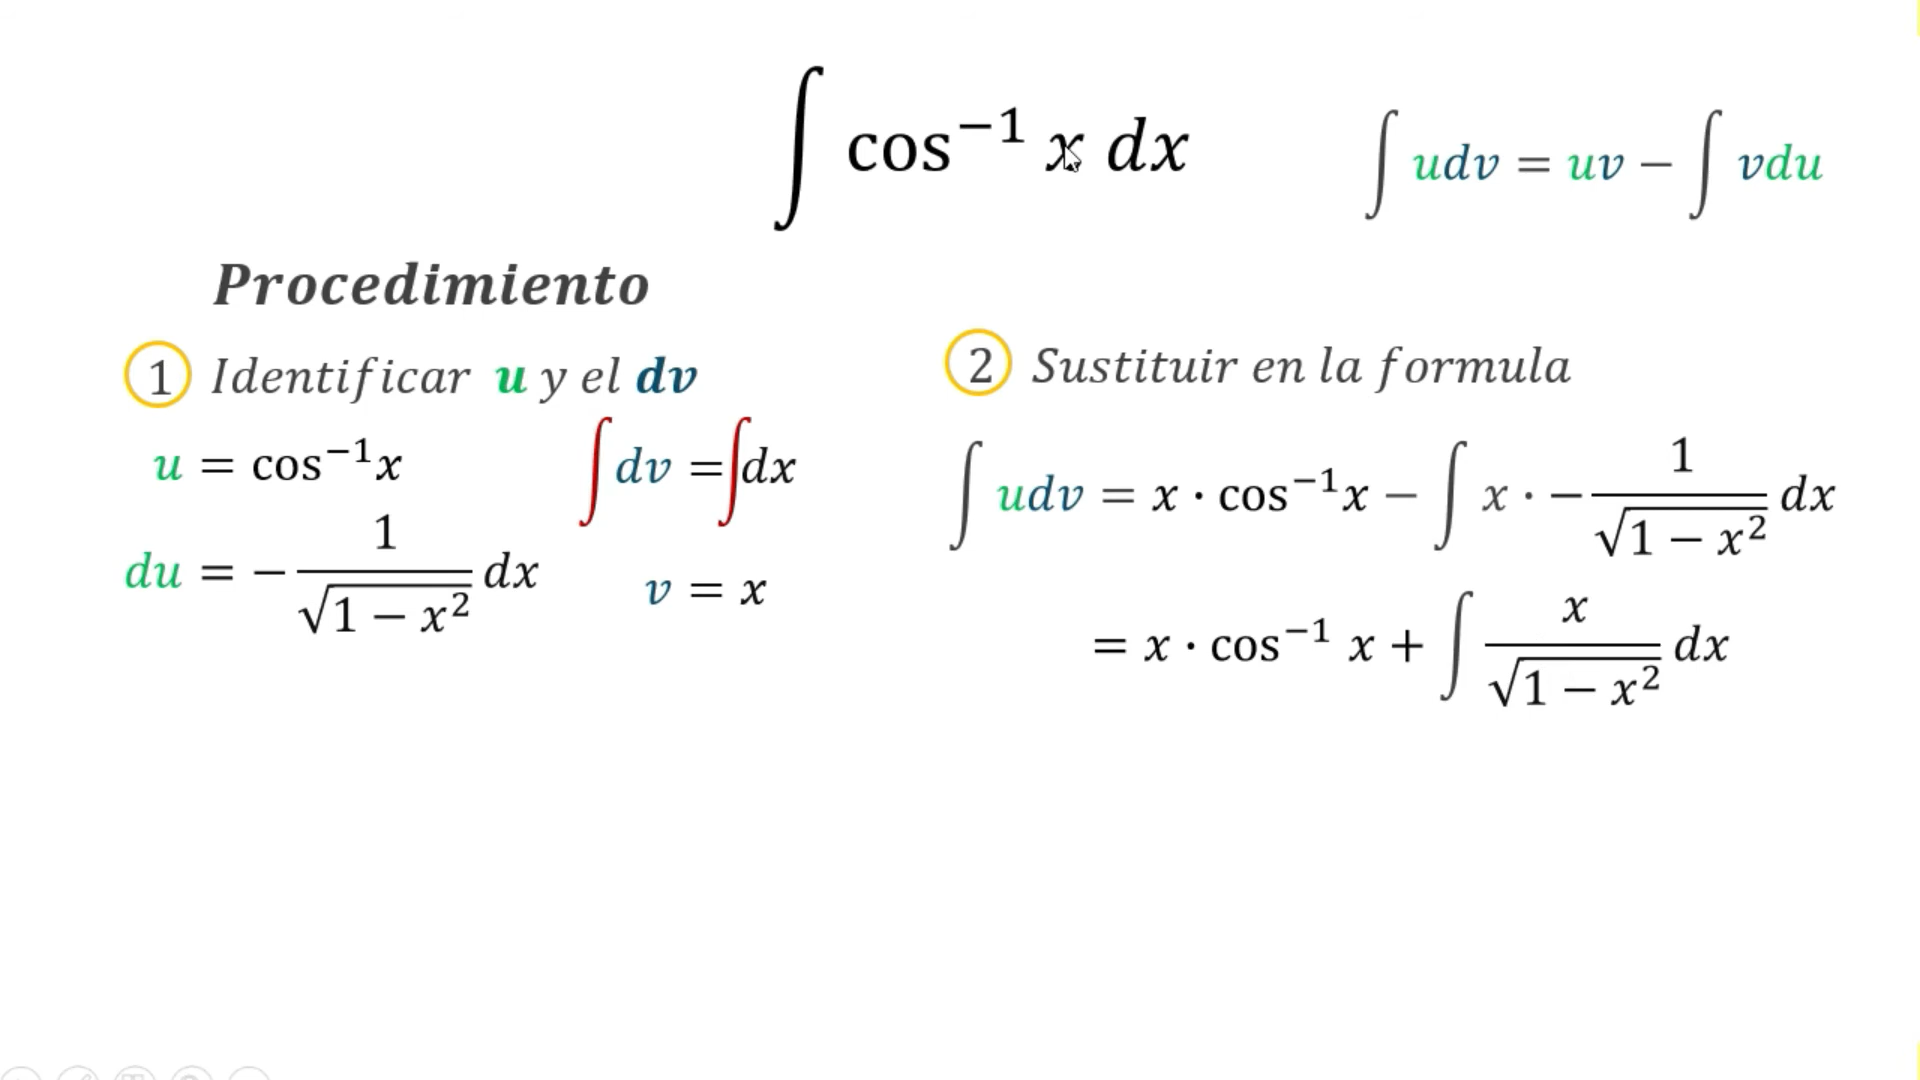 ∫ cos⁻¹ x dx
∫ udv = uv − ∫ vdu
Procedimiento
1 Identificar u y el dv
u = cos⁻¹x
∫ dv = ∫ dx
du = − 1/√(1 − x²) dx
v = x
2 Sustituir en la formula
∫ udv = x · cos⁻¹x − ∫ x · − 1/√(1 − x²) dx
= x · cos⁻¹ x + ∫ x/√(1 − x²) dx